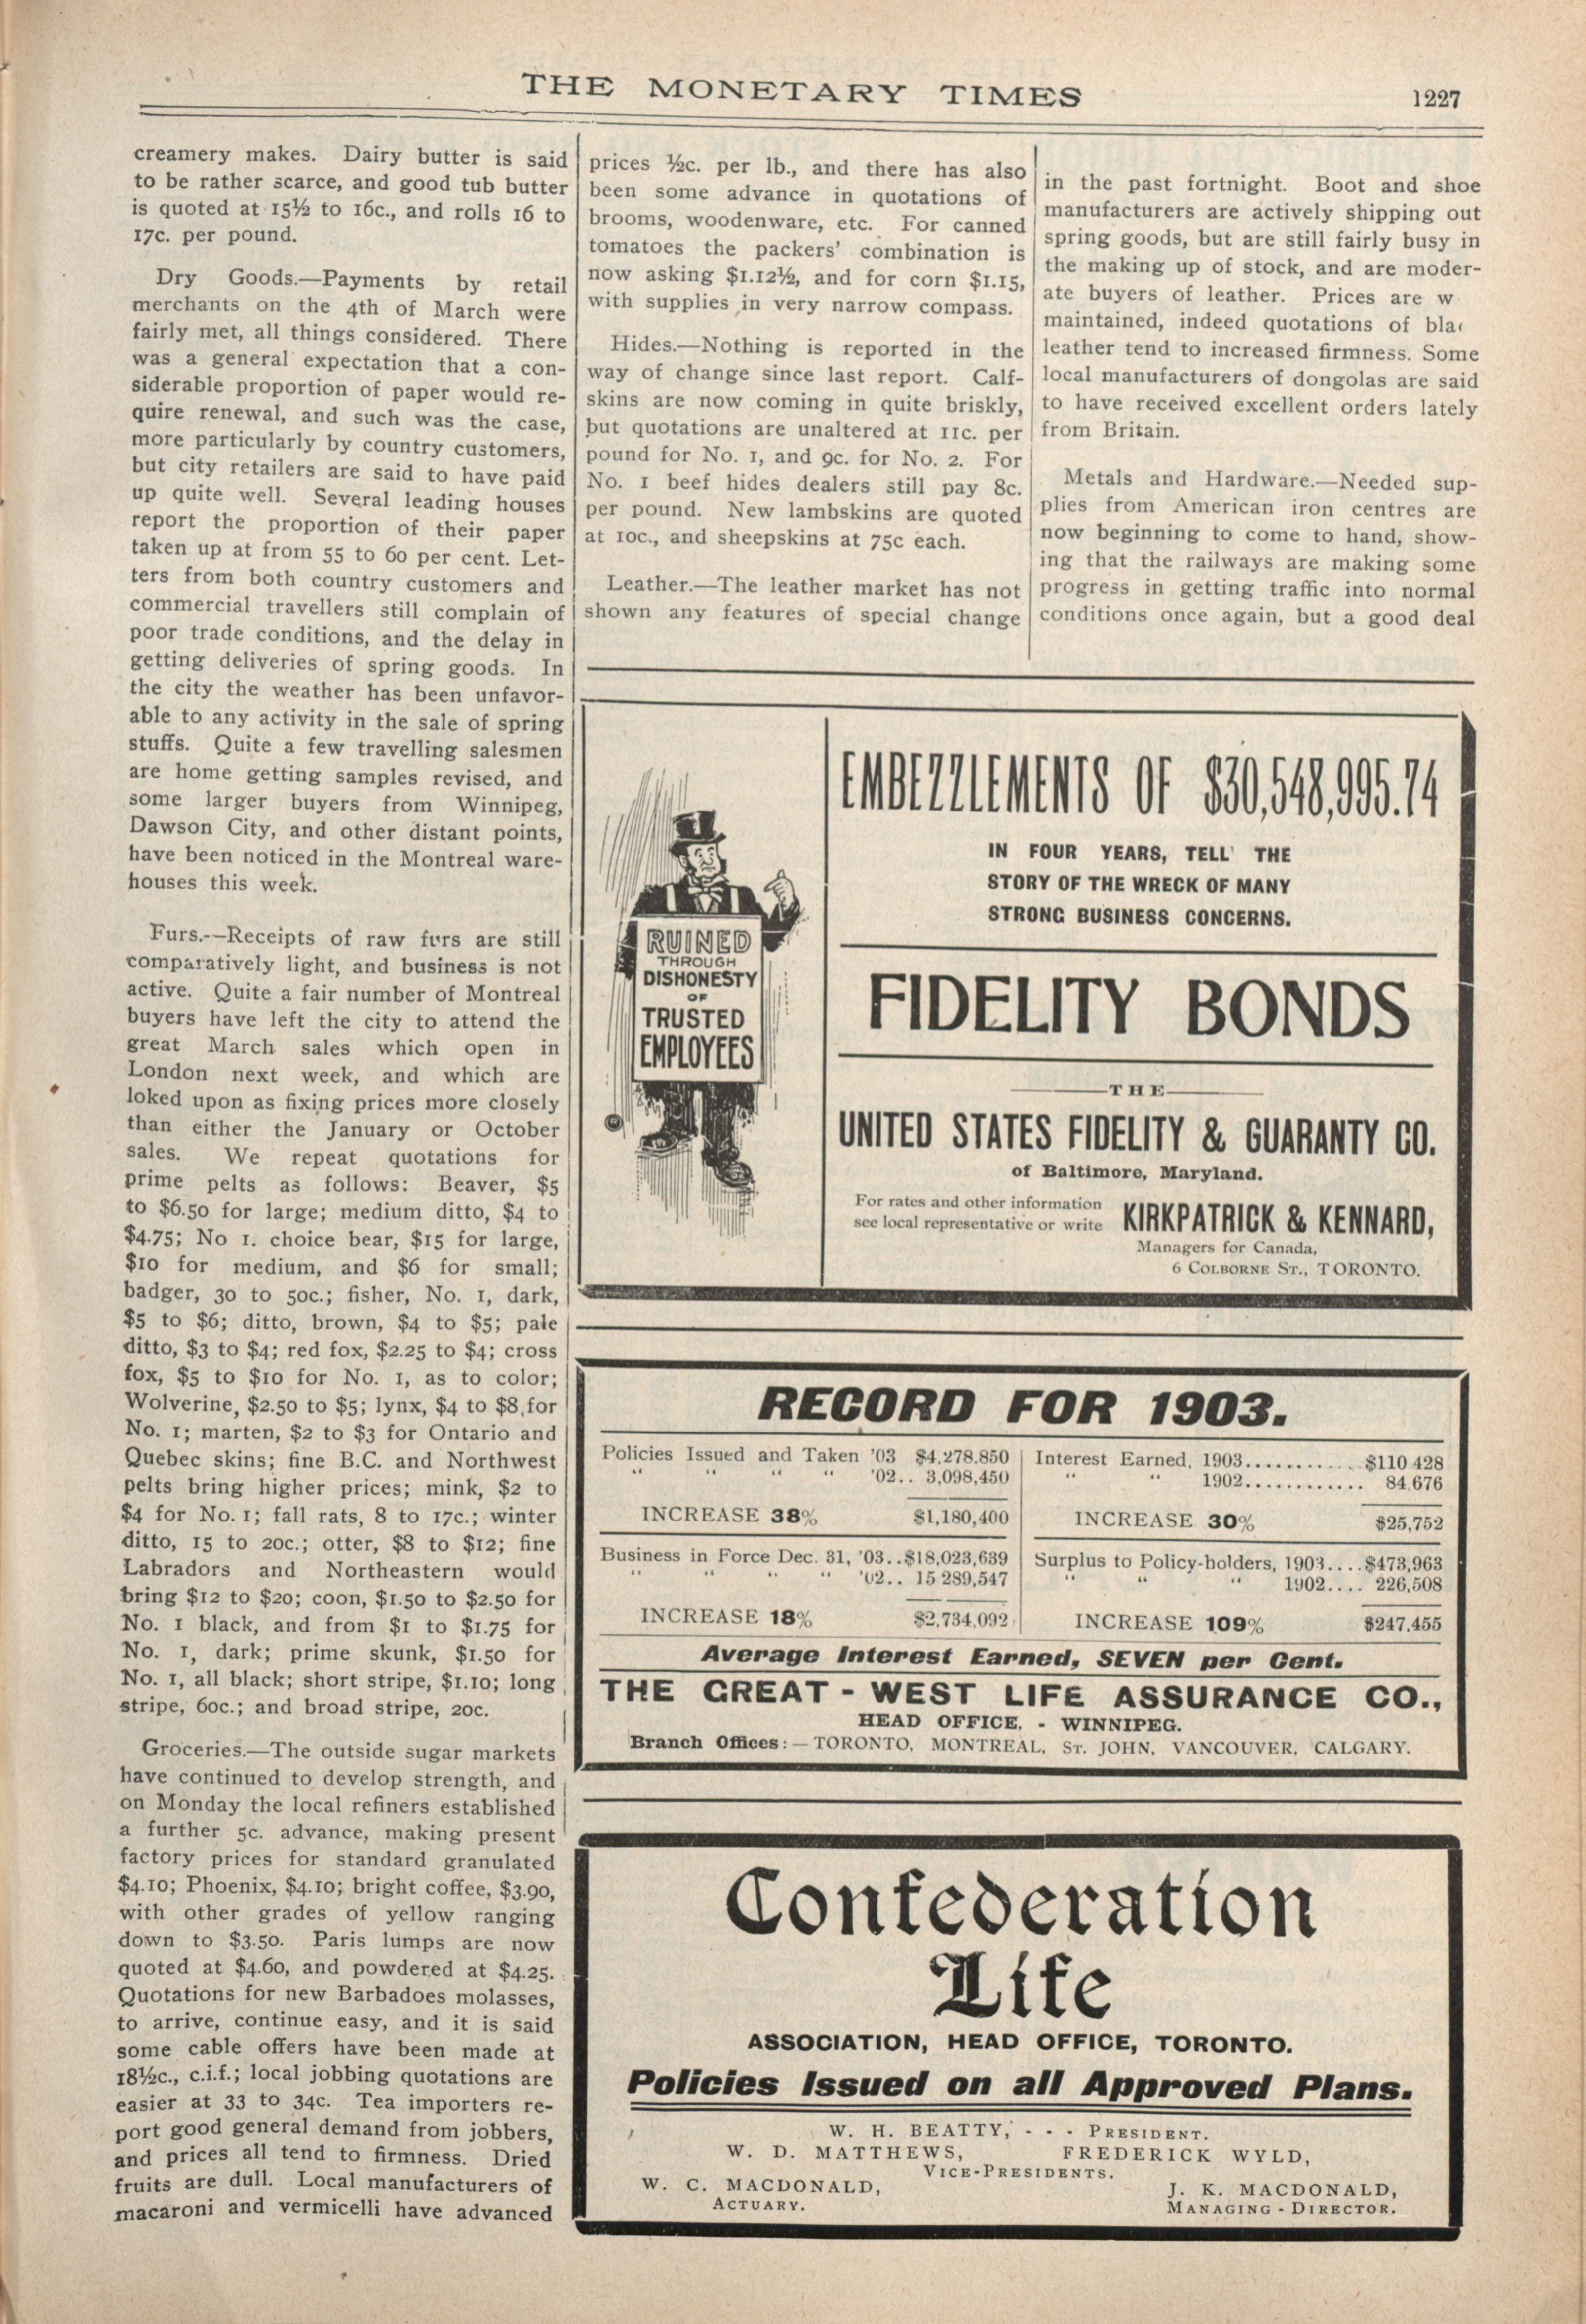 THE MONETARY TIMES
1227
creamery makes. Dairy butter is said
to be rather scarce, and good tub butter
is quoted at 15½ to 16c., and rolls 16 to
17c. per pound.
Dry Goods.—Payments by retail
merchants on the 4th of March were
fairly met, all things considered. There
was a general expectation that a con-
siderable proportion of paper would re-
quire renewal, and such was the case,
more particularly by country customers,
but city retailers are said to have paid
up quite well. Several leading houses
report the proportion of their paper
taken up at from 55 to 60 per cent. Let-
ters from both country customers and
commercial travellers still complain of
poor trade conditions, and the delay in
getting deliveries of spring goods. In
the city the weather has been unfavor-
able to any activity in the sale of spring
stuffs. Quite a few travelling salesmen
are home getting samples revised, and
some larger buyers from Winnipeg,
Dawson City, and other distant points,
have been noticed in the Montreal ware-
houses this week.
Furs.--Receipts of raw furs are still
comparatively light, and business is not
active. Quite a fair number of Montreal
buyers have left the city to attend the
great March sales which open in
London next week, and which are
loked upon as fixing prices more closely
than either the January or October
sales. We repeat quotations for
prime pelts as follows: Beaver, $5
to $6.50 for large; medium ditto, $4 to
$4.75; No 1. choice bear, $15 for large,
$10 for medium, and $6 for small;
badger, 30 to 50c.; fisher, No. 1, dark,
$5 to $6; ditto, brown, $4 to $5; pale
ditto, $3 to $4; red fox, $2.25 to $4; cross
fox, $5 to $10 for No. 1, as to color;
Wolverine, $2.50 to $5; lynx, $4 to $8,for
No. 1; marten, $2 to $3 for Ontario and
Quebec skins; fine B.C. and Northwest
pelts bring higher prices; mink, $2 to
$4 for No. 1; fall rats, 8 to 17c.; winter
ditto, 15 to 20c.; otter, $8 to $12; fine
Labradors and Northeastern would
bring $12 to $20; coon, $1.50 to $2.50 for
No. 1 black, and from $1 to $1.75 for
No. 1, dark; prime skunk, $1.50 for
No. 1, all black; short stripe, $1.10; long
stripe, 60c.; and broad stripe, 20c.
Groceries.—The outside sugar markets
have continued to develop strength, and
on Monday the local refiners established
a further 5c. advance, making present
factory prices for standard granulated
$4.10; Phoenix, $4.10; bright coffee, $3.90,
with other grades of yellow ranging
down to $3.50. Paris lumps are now
quoted at $4.60, and powdered at $4.25.
Quotations for new Barbadoes molasses,
to arrive, continue easy, and it is said
some cable offers have been made at
18½c., c.i.f.; local jobbing quotations are
easier at 33 to 34c. Tea importers re-
port good general demand from jobbers,
and prices all tend to firmness. Dried
fruits are dull. Local manufacturers of
macaroni and vermicelli have advanced
prices ½c. per lb., and there has also
been some advance in quotations of
brooms, woodenware, etc. For canned
tomatoes the packers' combination is
now asking $1.12½, and for corn $1.15,
with supplies in very narrow compass.
Hides.—Nothing is reported in the
way of change since last report. Calf-
skins are now coming in quite briskly,
but quotations are unaltered at 11c. per
pound for No. 1, and 9c. for No. 2. For
No. 1 beef hides dealers still pay 8c.
per pound. New lambskins are quoted
at 10c., and sheepskins at 75c each.
Leather.—The leather market has not
shown any features of special change
in the past fortnight. Boot and shoe
manufacturers are actively shipping out
spring goods, but are still fairly busy in
the making up of stock, and are moder-
ate buyers of leather. Prices are w
maintained, indeed quotations of bla
leather tend to increased firmness. Some
local manufacturers of dongolas are said
to have received excellent orders lately
from Britain.
Metals and Hardware.—Needed sup-
plies from American iron centres are
now beginning to come to hand, show-
ing that the railways are making some
progress in getting traffic into normal
conditions once again, but a good deal
RUINED
THROUGH
DISHONESTY
OF
TRUSTED
EMPLOYEES
EMBEZZLEMENTS OF $30,548,995.74
IN FOUR YEARS, TELL THE
STORY OF THE WRECK OF MANY
STRONG BUSINESS CONCERNS.
FIDELITY BONDS
THE
UNITED STATES FIDELITY & GUARANTY CO.
of Baltimore, Maryland.
For rates and other information
see local representative or write
KIRKPATRICK & KENNARD,
Managers for Canada,
6 COLBORNE ST., TORONTO.
RECORD FOR 1903.
Policies Issued and Taken '03 $4,278,850
" " " " '02.. 3,098,450
INCREASE 38% $1,180,400
Interest Earned, 1903............$110 428
" " 1902............ 84,676
INCREASE 30% $25,752
Business in Force Dec. 31, '03..$18,023,639
" " " " '02.. 15 289,547
INCREASE 18% $2,734,092
Surplus to Policy-holders, 1903....$473,963
" " " 1902.... 226,508
INCREASE 109% $247,455
Average Interest Earned, SEVEN per Cent.
THE GREAT - WEST LIFE ASSURANCE CO.,
HEAD OFFICE, - WINNIPEG.
Branch Offices:—TORONTO, MONTREAL, ST. JOHN, VANCOUVER, CALGARY.
Confederation
Life
ASSOCIATION, HEAD OFFICE, TORONTO.
Policies Issued on all Approved Plans.
W. H. BEATTY, - - - PRESIDENT.
W. D. MATTHEWS, FREDERICK WYLD,
VICE-PRESIDENTS.
W. C. MACDONALD,
ACTUARY.
J. K. MACDONALD,
MANAGING-DIRECTOR.